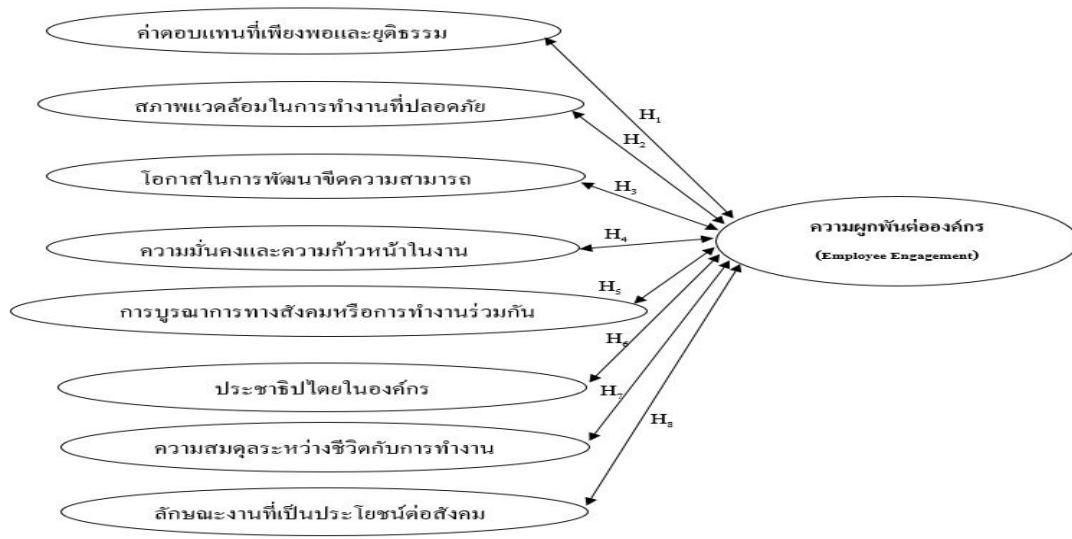 ค่าตอบแทนที่เพียงพอและยุติธรรม
สภาพแวดล้อมในการทำงานที่ปลอดภัย
โอกาสในการพัฒนาขีดความสามารถ
ความมั่นคงและความก้าวหน้าในงาน
การบูรณาการทางสังคมหรือการทำงานร่วมกัน
ประชาธิปไตยในองค์กร
ความสมดุลระหว่างชีวิตกับการทำงาน
ลักษณะงานที่เป็นประโยชน์ต่อสังคม
H₁
H₂
H₃
H₄
H₅
H₆
H₇
H₈
ความผูกพันต่อองค์กร
(Employee Engagement)